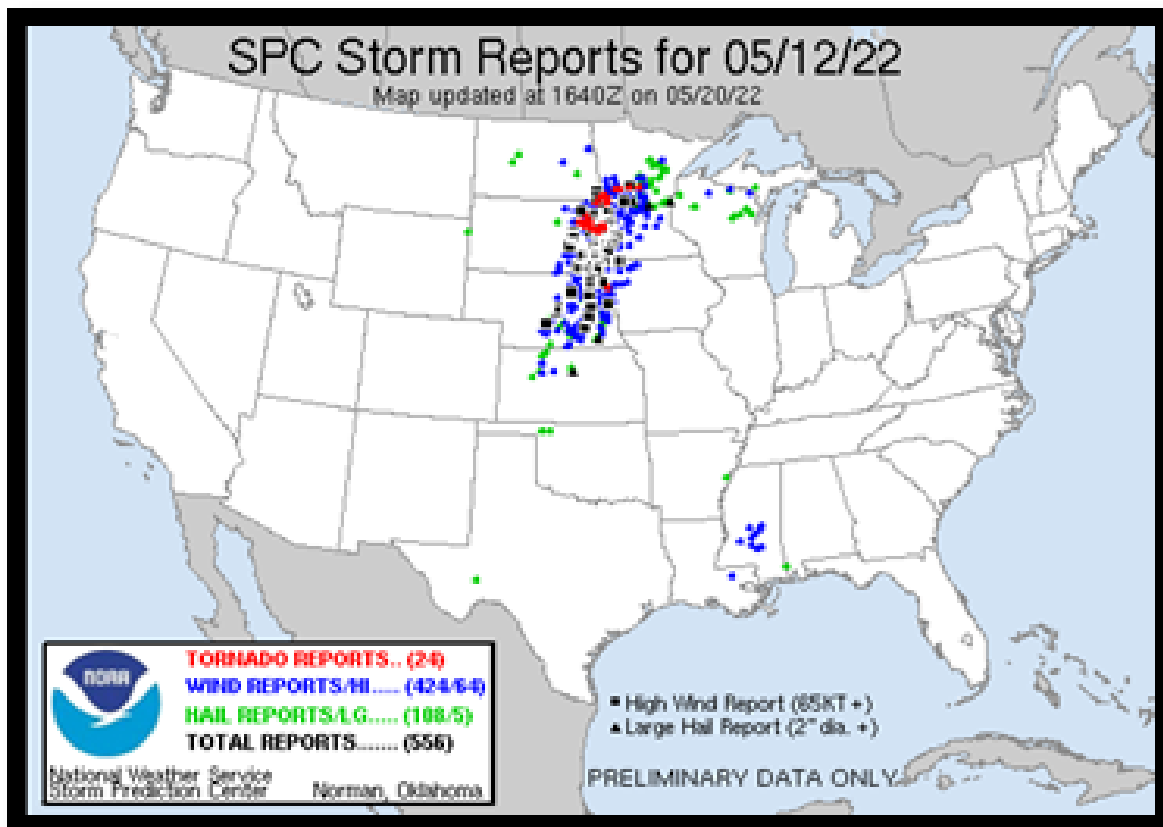 SPC Storm Reports for 05/12/22
Map updated at 1640Z on 05/20/22
NOAA
TORNADO REPORTS.. (24)
WIND REPORTS/HI.... (424/64)
HAIL REPORTS/LG..... (108/5)
TOTAL REPORTS....... (556)
National Weather Service
Storm Prediction Center Norman, Oklahoma
High Wind Report (65KT +)
Large Hail Report (2" dia. +)
PRELIMINARY DATA ONLY.